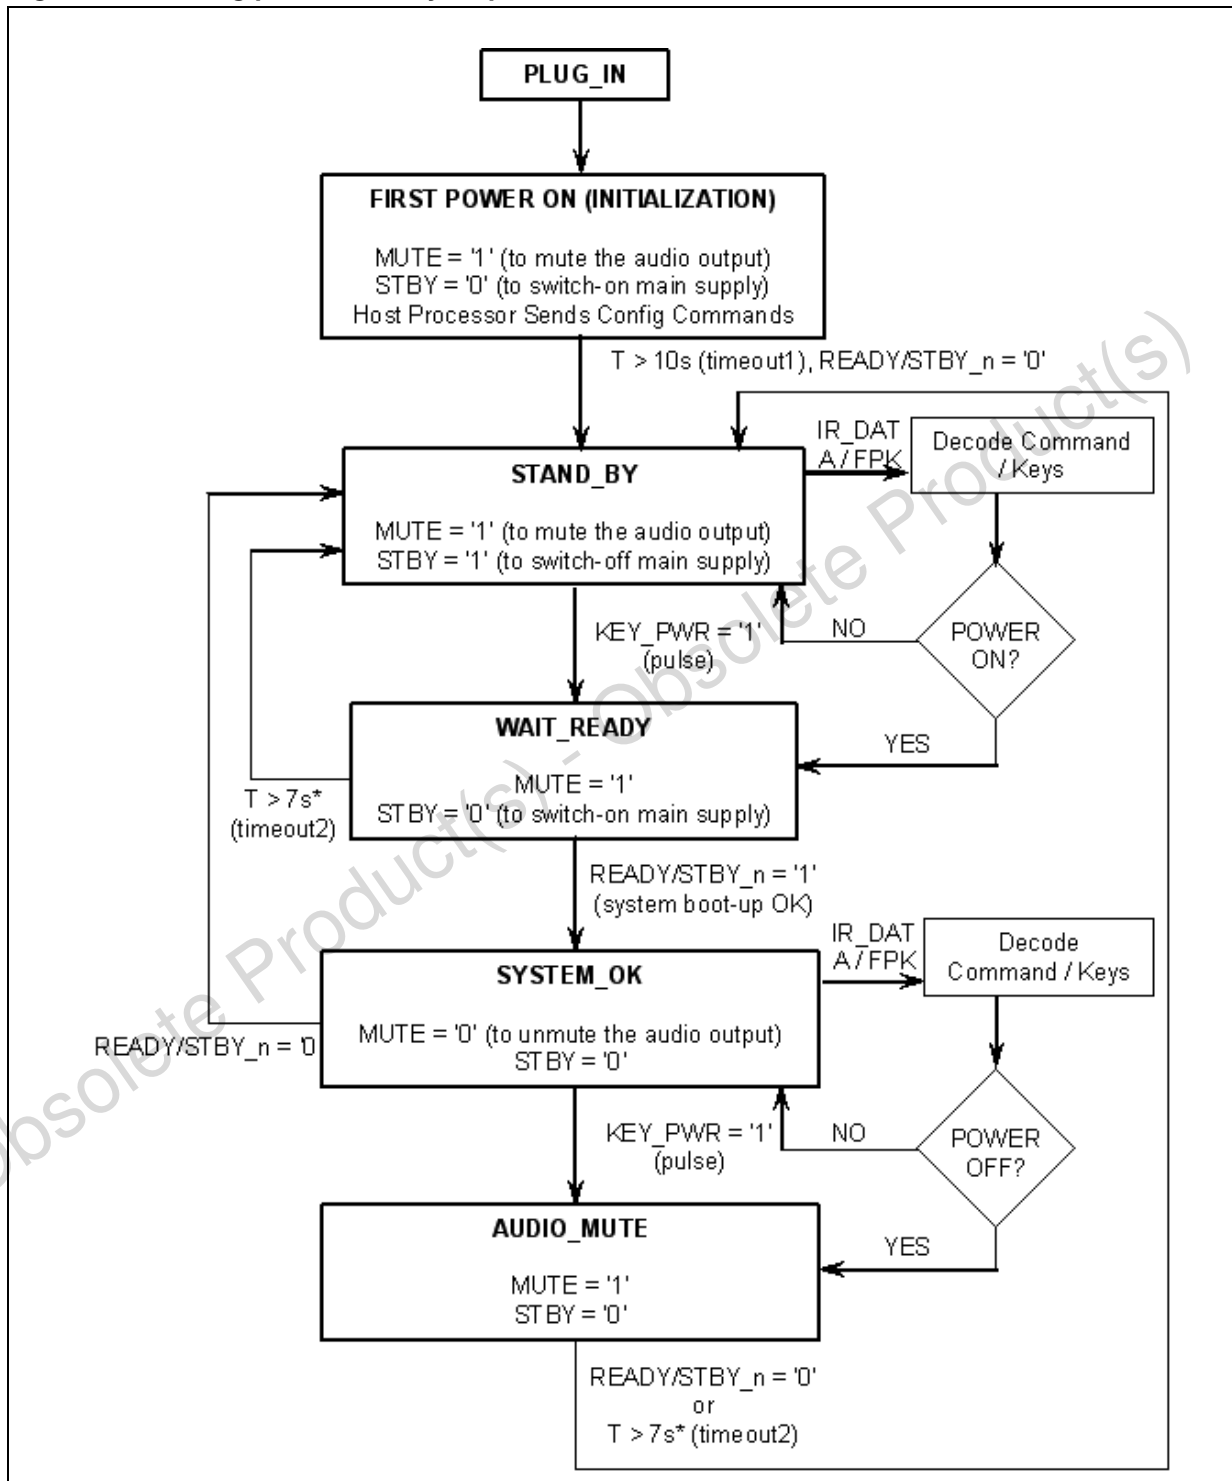 PLUG_IN
FIRST POWER ON (INITIALIZATION)
MUTE = '1' (to mute the audio output)
STBY = '0' (to switch-on main supply)
Host Processor Sends Config Commands
T > 10s (timeout1), READY/STBY_n = '0'
IR_DAT
A / FPK
Decode Command
/ Keys
STAND_BY
MUTE = '1' (to mute the audio output)
STBY = '1' (to switch-off main supply)
KEY_PWR = '1'
(pulse)
NO
POWER
ON?
YES
WAIT_READY
MUTE = '1'
STBY = '0' (to switch-on main supply)
T > 7s*
(timeout2)
READY/STBY_n = '1'
(system boot-up OK)
IR_DAT
A / FPK
Decode
Command / Keys
SYSTEM_OK
MUTE = '0' (to unmute the audio output)
STBY = '0'
READY/STBY_n = '0
KEY_PWR = '1'
(pulse)
NO
POWER
OFF?
YES
AUDIO_MUTE
MUTE = '1'
STBY = '0'
READY/STBY_n = '0'
or
T > 7s* (timeout2)
Obsolete Product(s) - Obsolete Product(s)